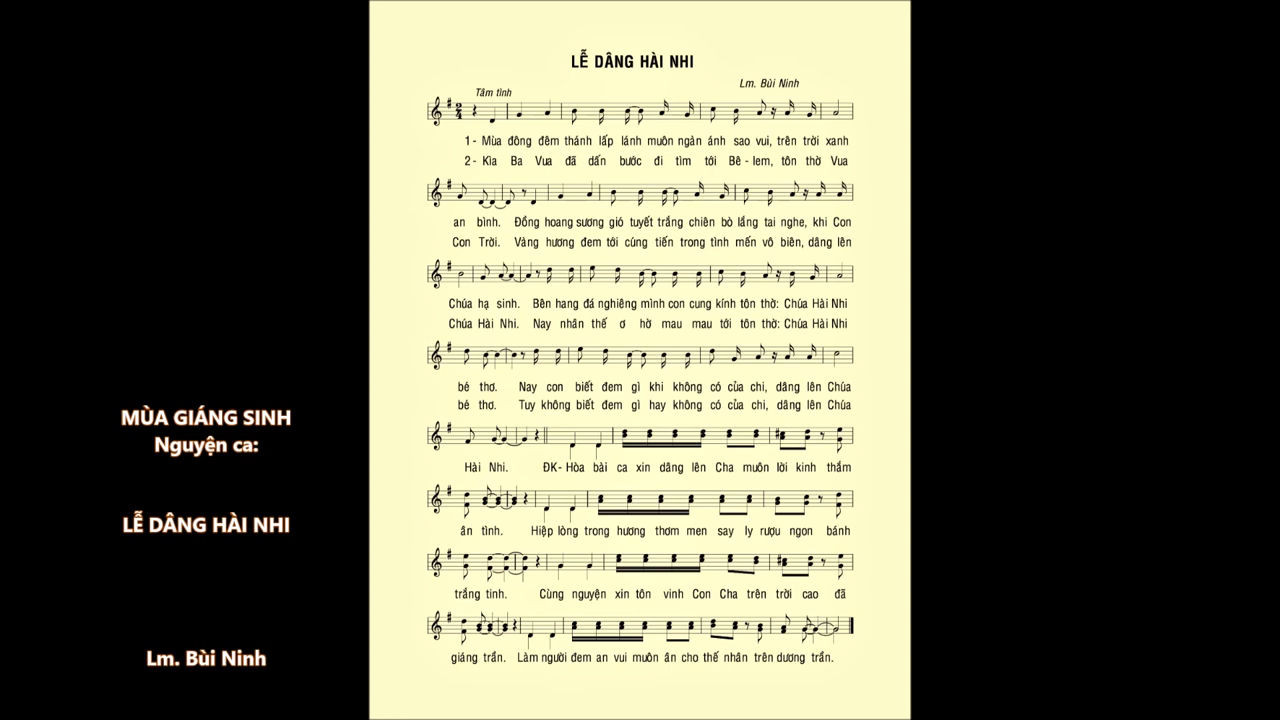 LỄ DÂNG HÀI NHI
Lm. Bùi Ninh
Tâm tình
1- Mùa đông đêm thánh lấp lánh muôn ngàn ánh sao vui, trên trời xanh
2- Kìa Ba Vua đã dấn bước đi tìm tới Bê - lem, tôn thờ Vua
an bình. Đồng hoang sương gió tuyết trắng chiên bò lắng tai nghe, khi Con
Con Trời. Vàng hương đem tới cúng tiến trong tình mến vô biên, dâng lên
Chúa hạ sinh. Bên hang đá nghiêng mình con cung kính tôn thờ: Chúa Hài Nhi
Chúa Hài Nhi. Nay nhân thế ơ hờ mau mau tới tôn thờ: Chúa Hài Nhi
bé thơ. Nay con biết đem gì khi không có của chi, dâng lên Chúa
bé thơ. Tuy không biết đem gì hay không có của chi, dâng lên Chúa
Hài Nhi. ĐK- Hòa bài ca xin dâng lên Cha muôn lời kinh thắm
ân tình. Hiệp lòng trong hương thơm men say ly rượu ngon bánh
trắng tinh. Cùng nguyện xin tôn vinh Con Cha trên trời cao đã
giáng trần. Làm người đem an vui muôn ân cho thế nhân trên dương trần.
MÙA GIÁNG SINH
Nguyện ca:
LỄ DÂNG HÀI NHI
Lm. Bùi Ninh